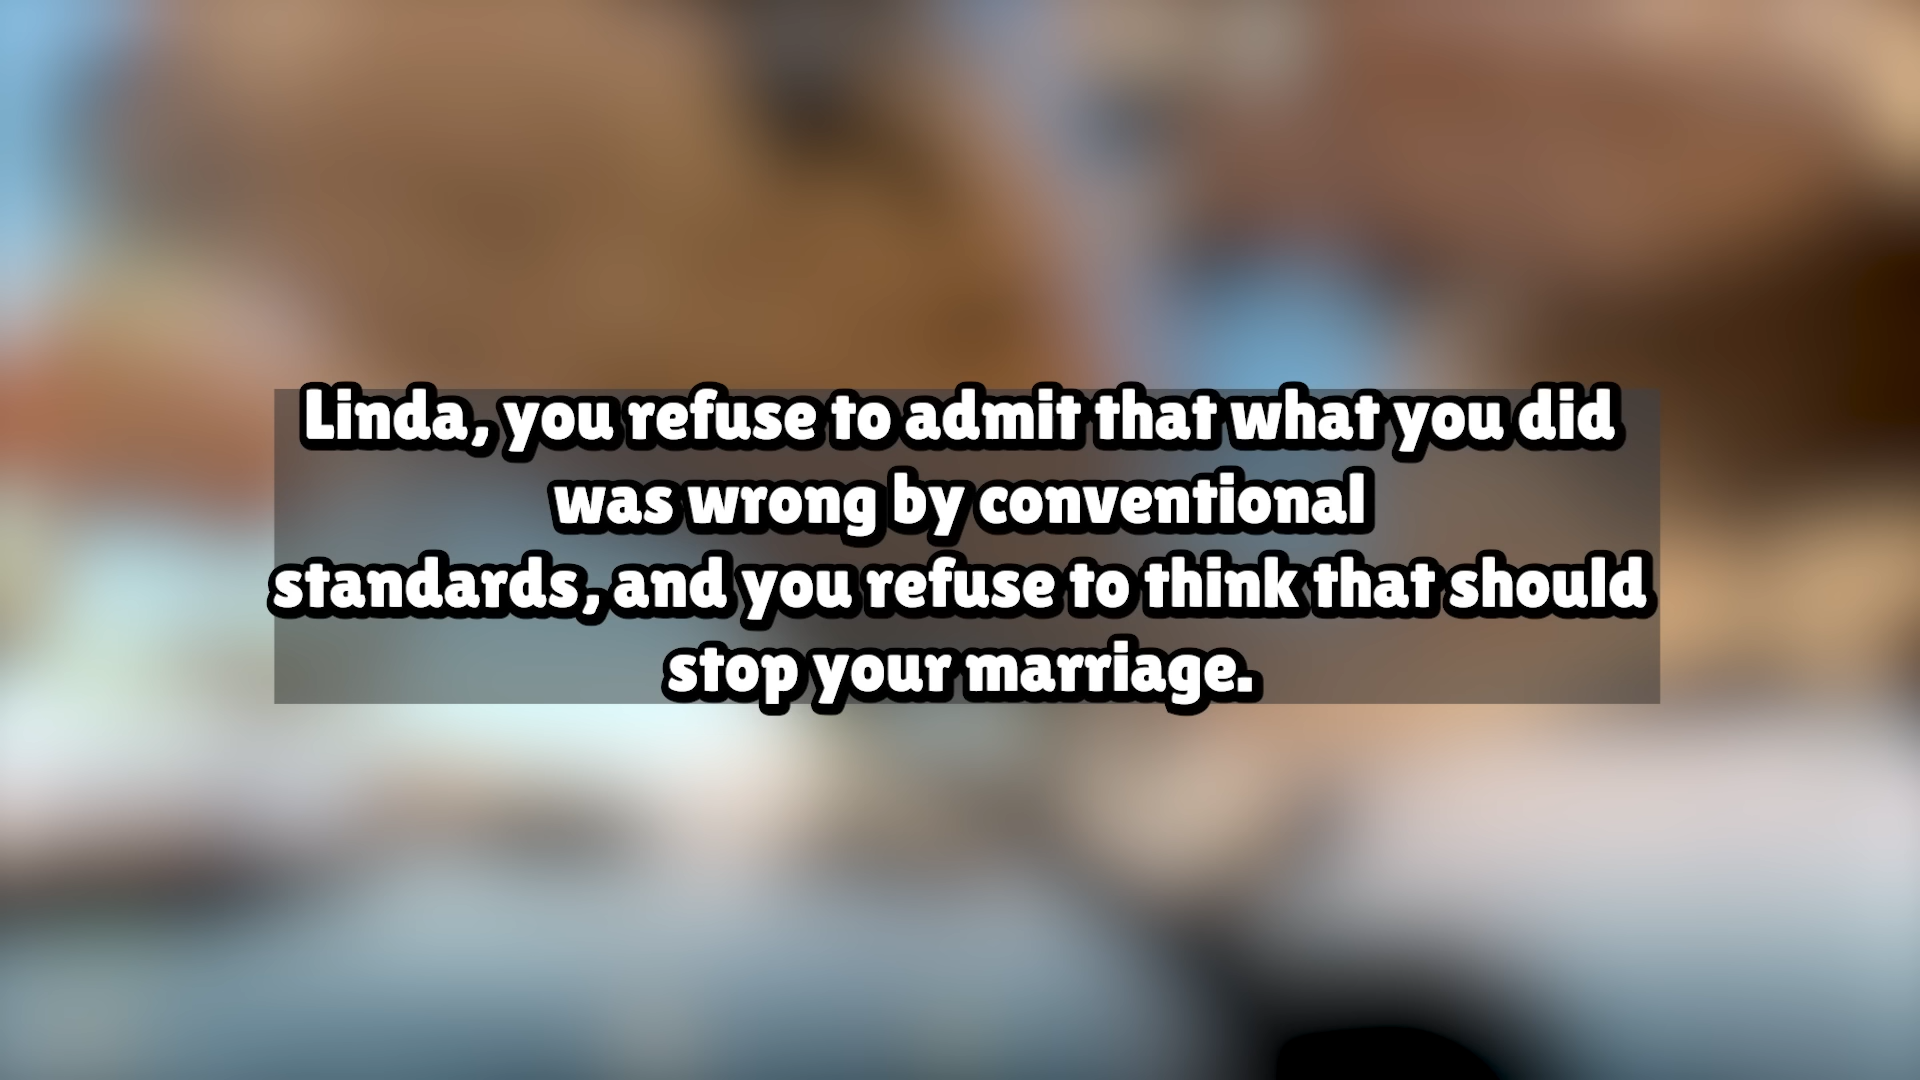 Linda, you refuse to admit that what you did
was wrong by conventional
standards, and you refuse to think that should
stop your marriage.